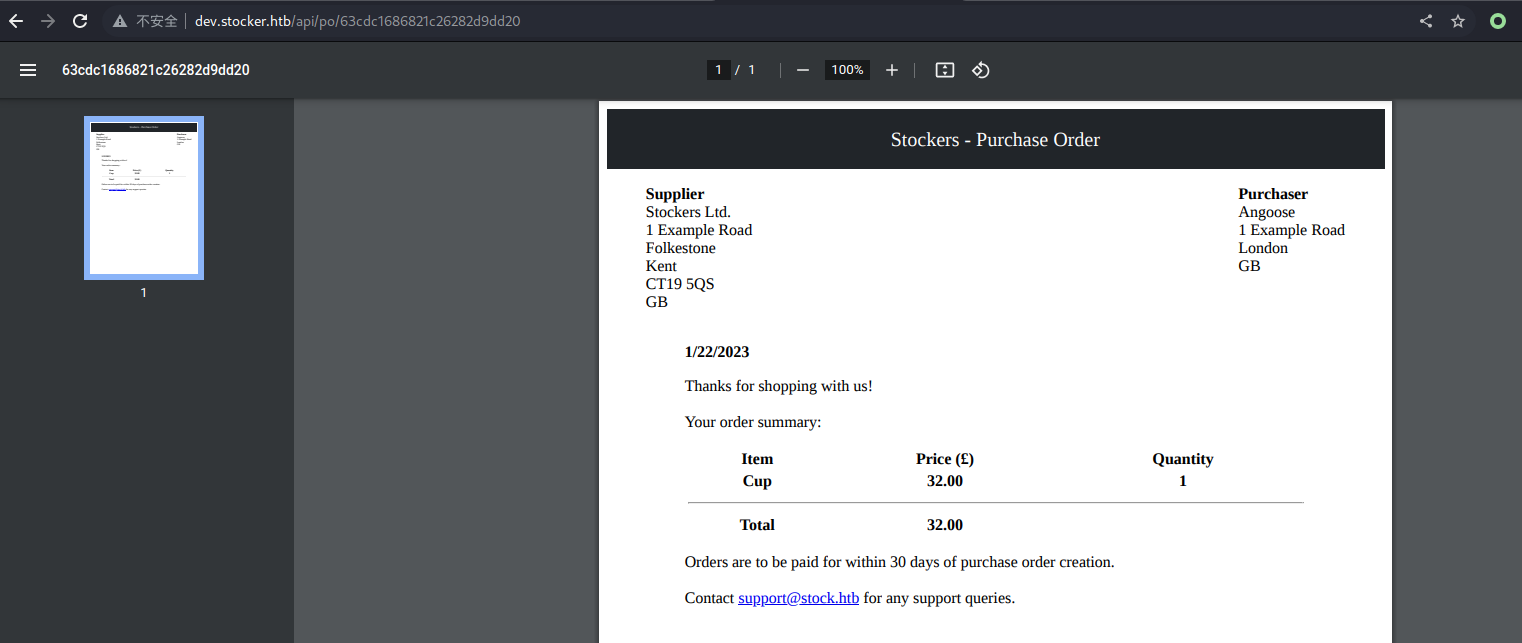 不安全 dev.stocker.htb/api/po/63cdc1686821c26282d9dd20
63cdc1686821c26282d9dd20
1 / 1
100%
1
Stockers - Purchase Order
Supplier
Stockers Ltd.
1 Example Road
Folkestone
Kent
CT19 5QS
GB
Purchaser
Angoose
1 Example Road
London
GB
1/22/2023
Thanks for shopping with us!
Your order summary:
Item Price (£) Quantity
Cup 32.00 1
Total 32.00
Orders are to be paid for within 30 days of purchase order creation.
Contact support@stock.htb for any support queries.